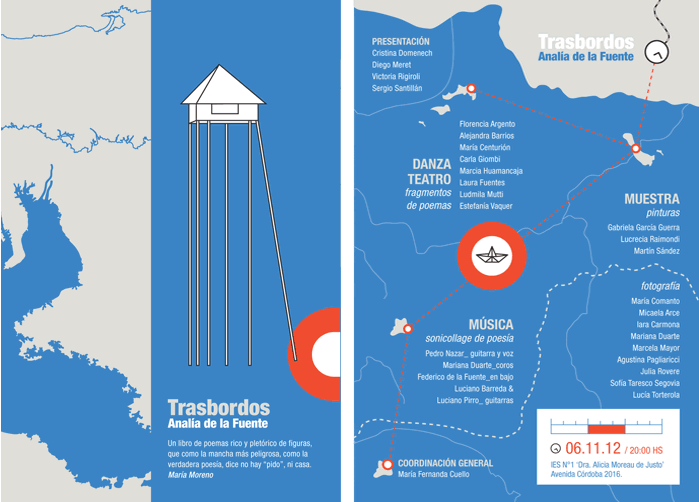 Trasbordos
Analía de la Fuente
Un libro de poemas rico y pletórico de figuras,
que como la mancha más peligrosa, como la
verdadera poesía, dice no hay "pido", ni casa.
María Moreno
Trasbordos
Analía de la Fuente
PRESENTACIÓN
Cristina Domenech
Diego Meret
Victoria Rigiroli
Sergio Santillán
DANZA
TEATRO
fragmentos
de poemas
Florencia Argento
Alejandra Barrios
María Centurión
Carla Giombi
Marcia Huamancaja
Laura Fuentes
Ludmila Mutti
Estefanía Vaquer
MUESTRA
pinturas
Gabriela García Guerra
Lucrecia Raimondi
Martín Sández
fotografía
María Comanto
Micaela Arce
Iara Carmona
Mariana Duarte
Marcela Mayor
Agustina Pagliaricci
Julia Rovere
Sofía Taresco Segovia
Lucía Torterola
MÚSICA
sonicollage de poesía
Pedro Nazar_ guitarra y voz
Mariana Duarte_coros
Federico de la Fuente_en bajo
Luciano Barreda &
Luciano Pirro_ guitarras
COORDINACIÓN GENERAL
María Fernanda Cuello
06.11.12 / 20:00 HS
IES N°1 'Dra. Alicia Moreau de Justo'
Avenida Córdoba 2016.